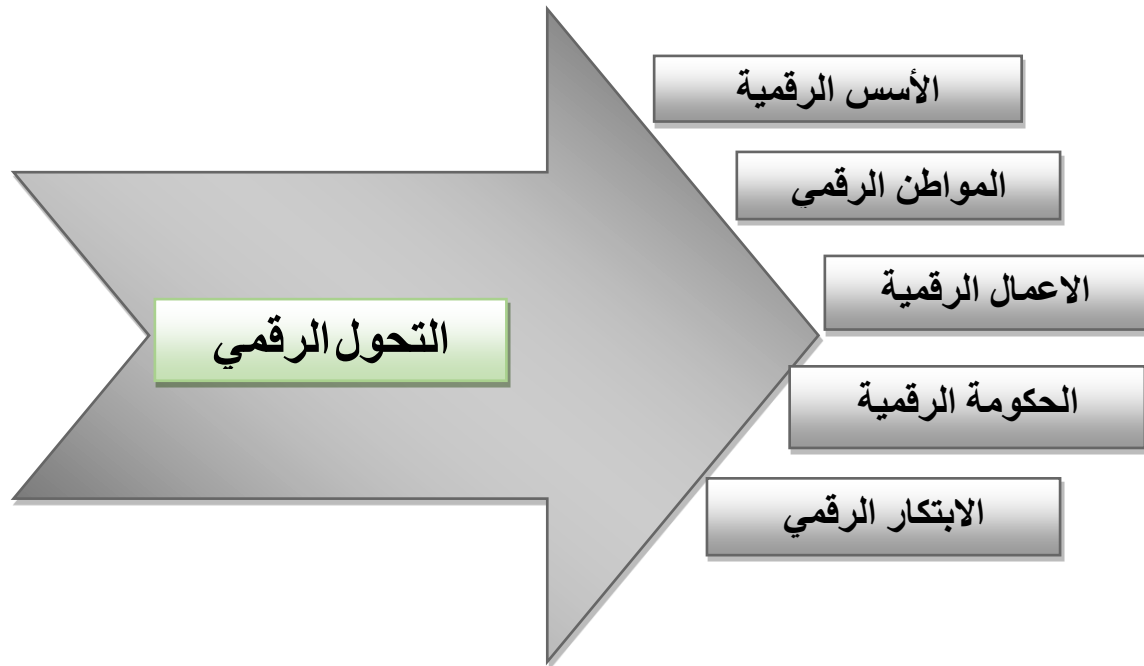 الأسس الرقمية
المواطن الرقمي
الاعمال الرقمية
التحول الرقمي
الحكومة الرقمية
الابتكار الرقمي